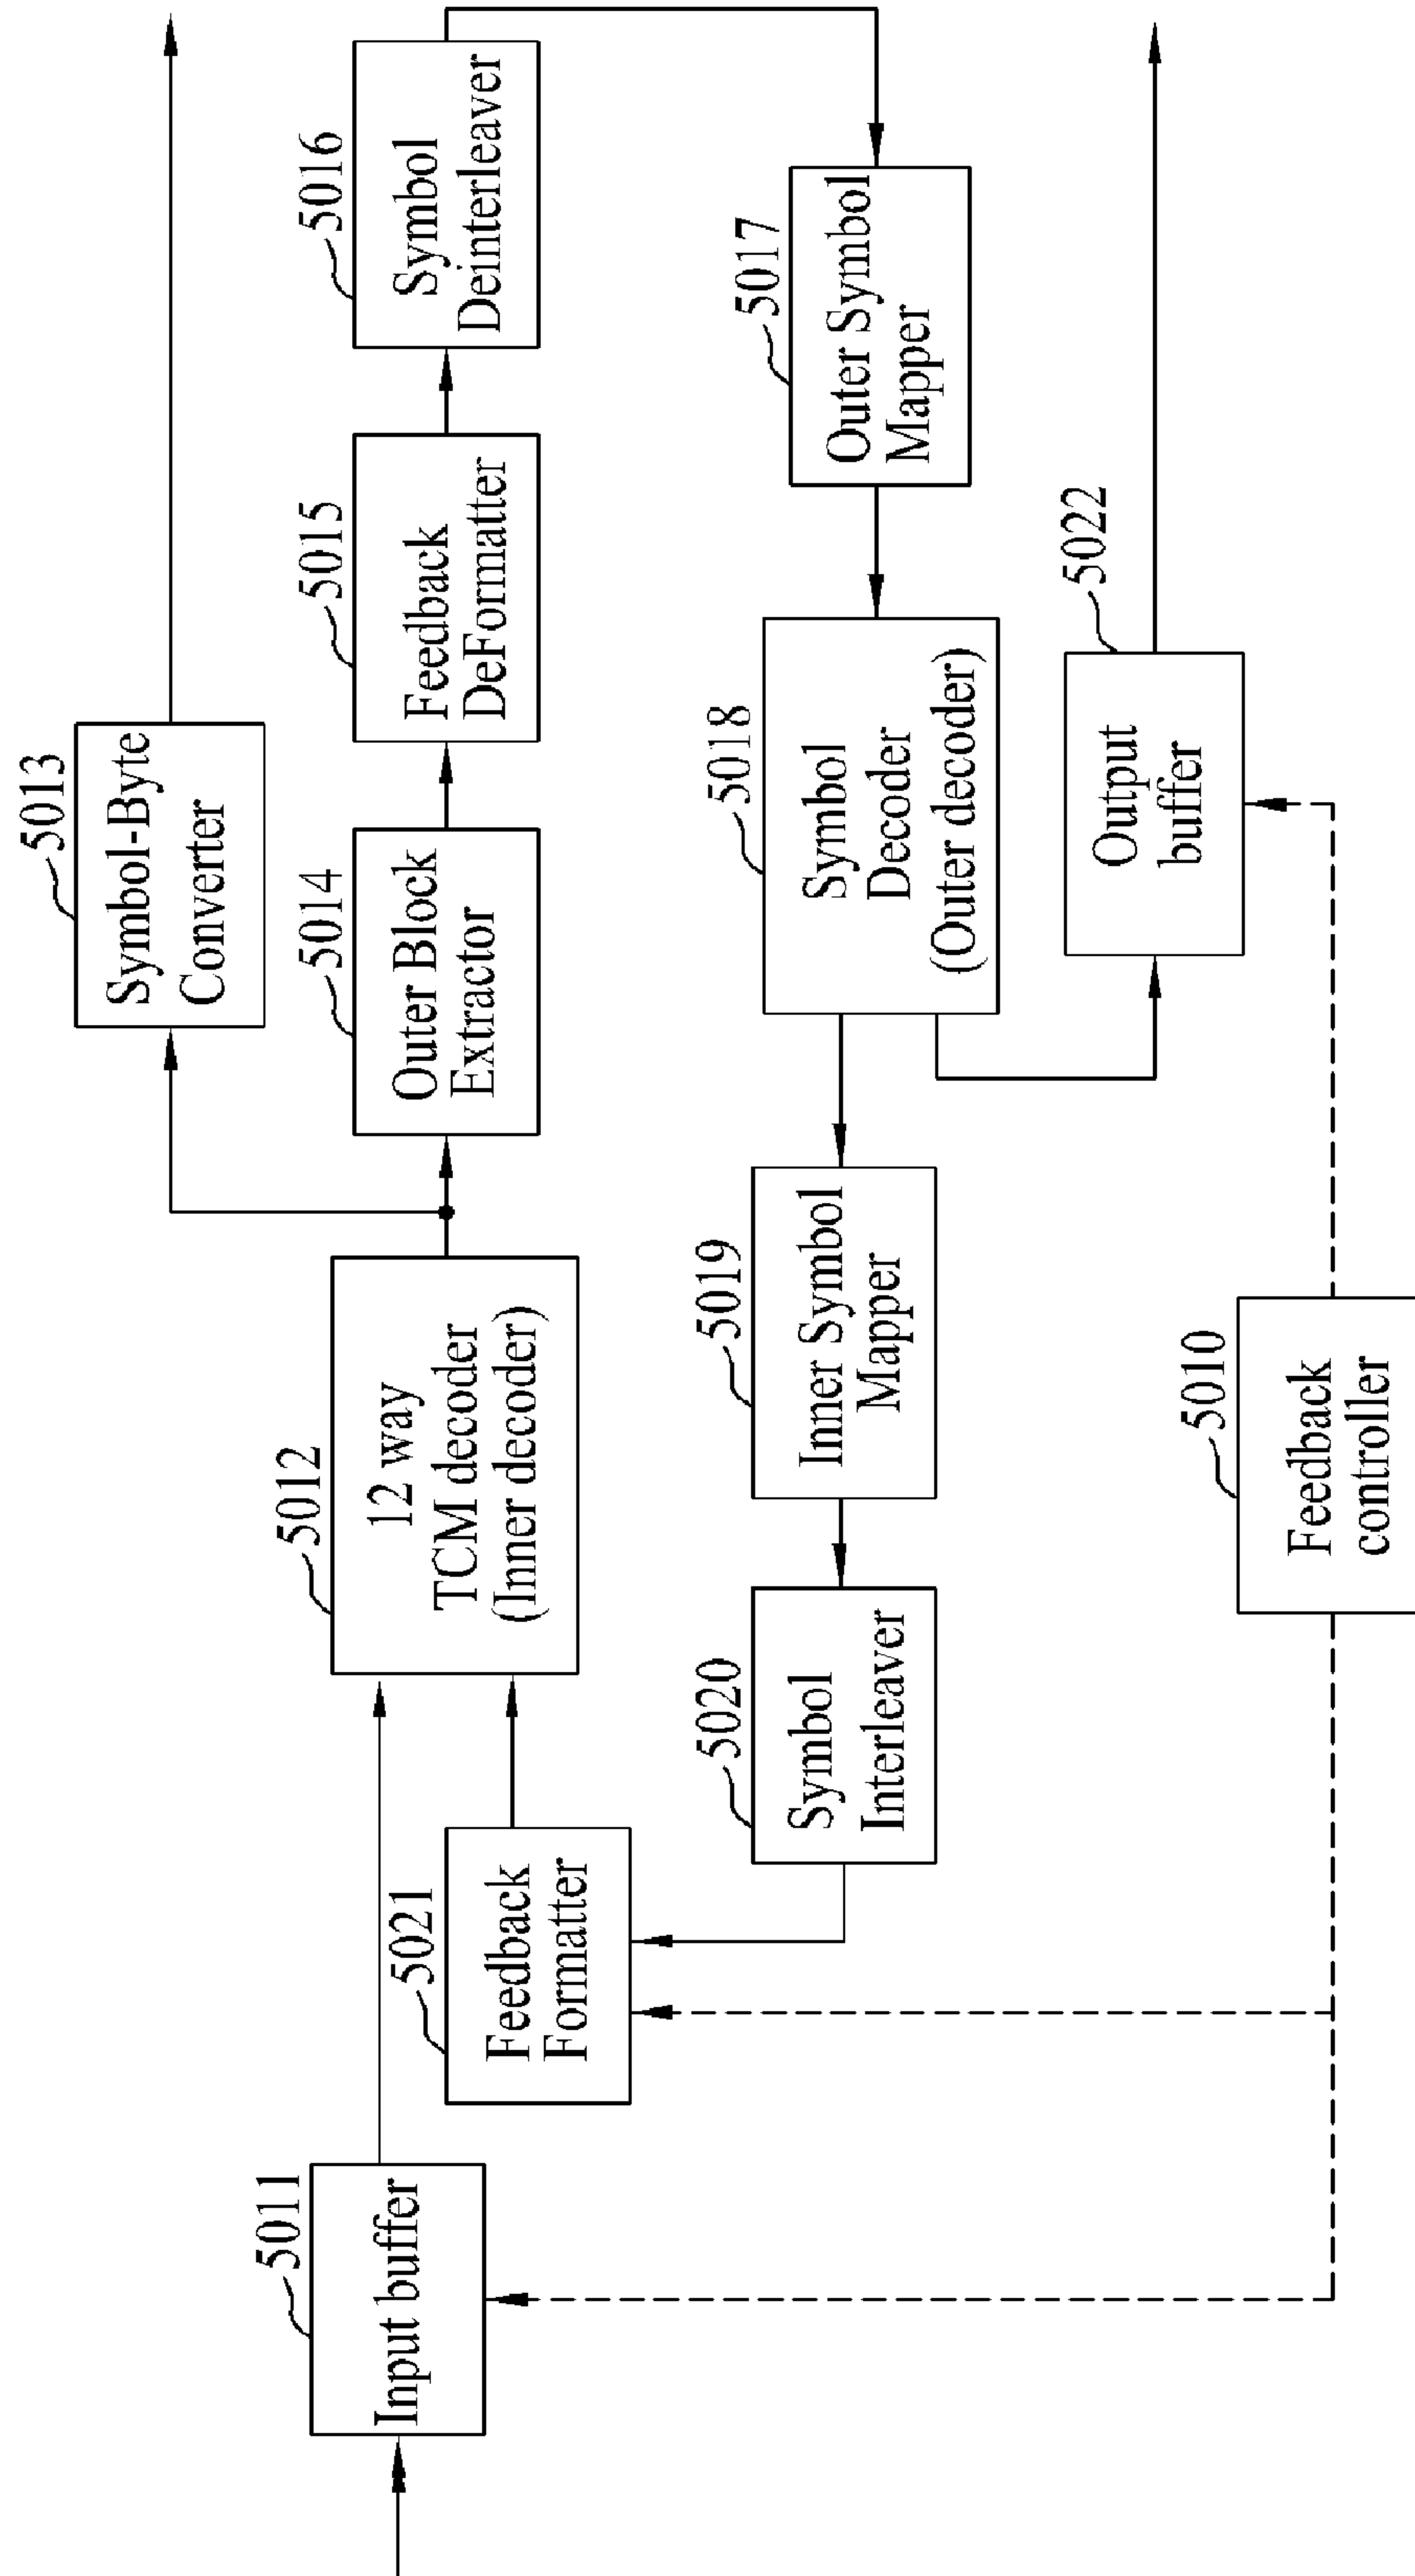 5013
Symbol-Byte
Converter
5011
Input buffer
5012
12 way
TCM decoder
(Inner decoder)
5014
Outer Block
Extractor
5015
Feedback
DeFormatter
5016
Symbol
Deinterleaver
5021
Feedback
Formatter
5020
Symbol
Interleaver
5019
Inner Symbol
Mapper
5018
Symbol
Decoder
(Outer decoder)
5017
Outer Symbol
Mapper
5022
Output
buffer
5010
Feedback
controller